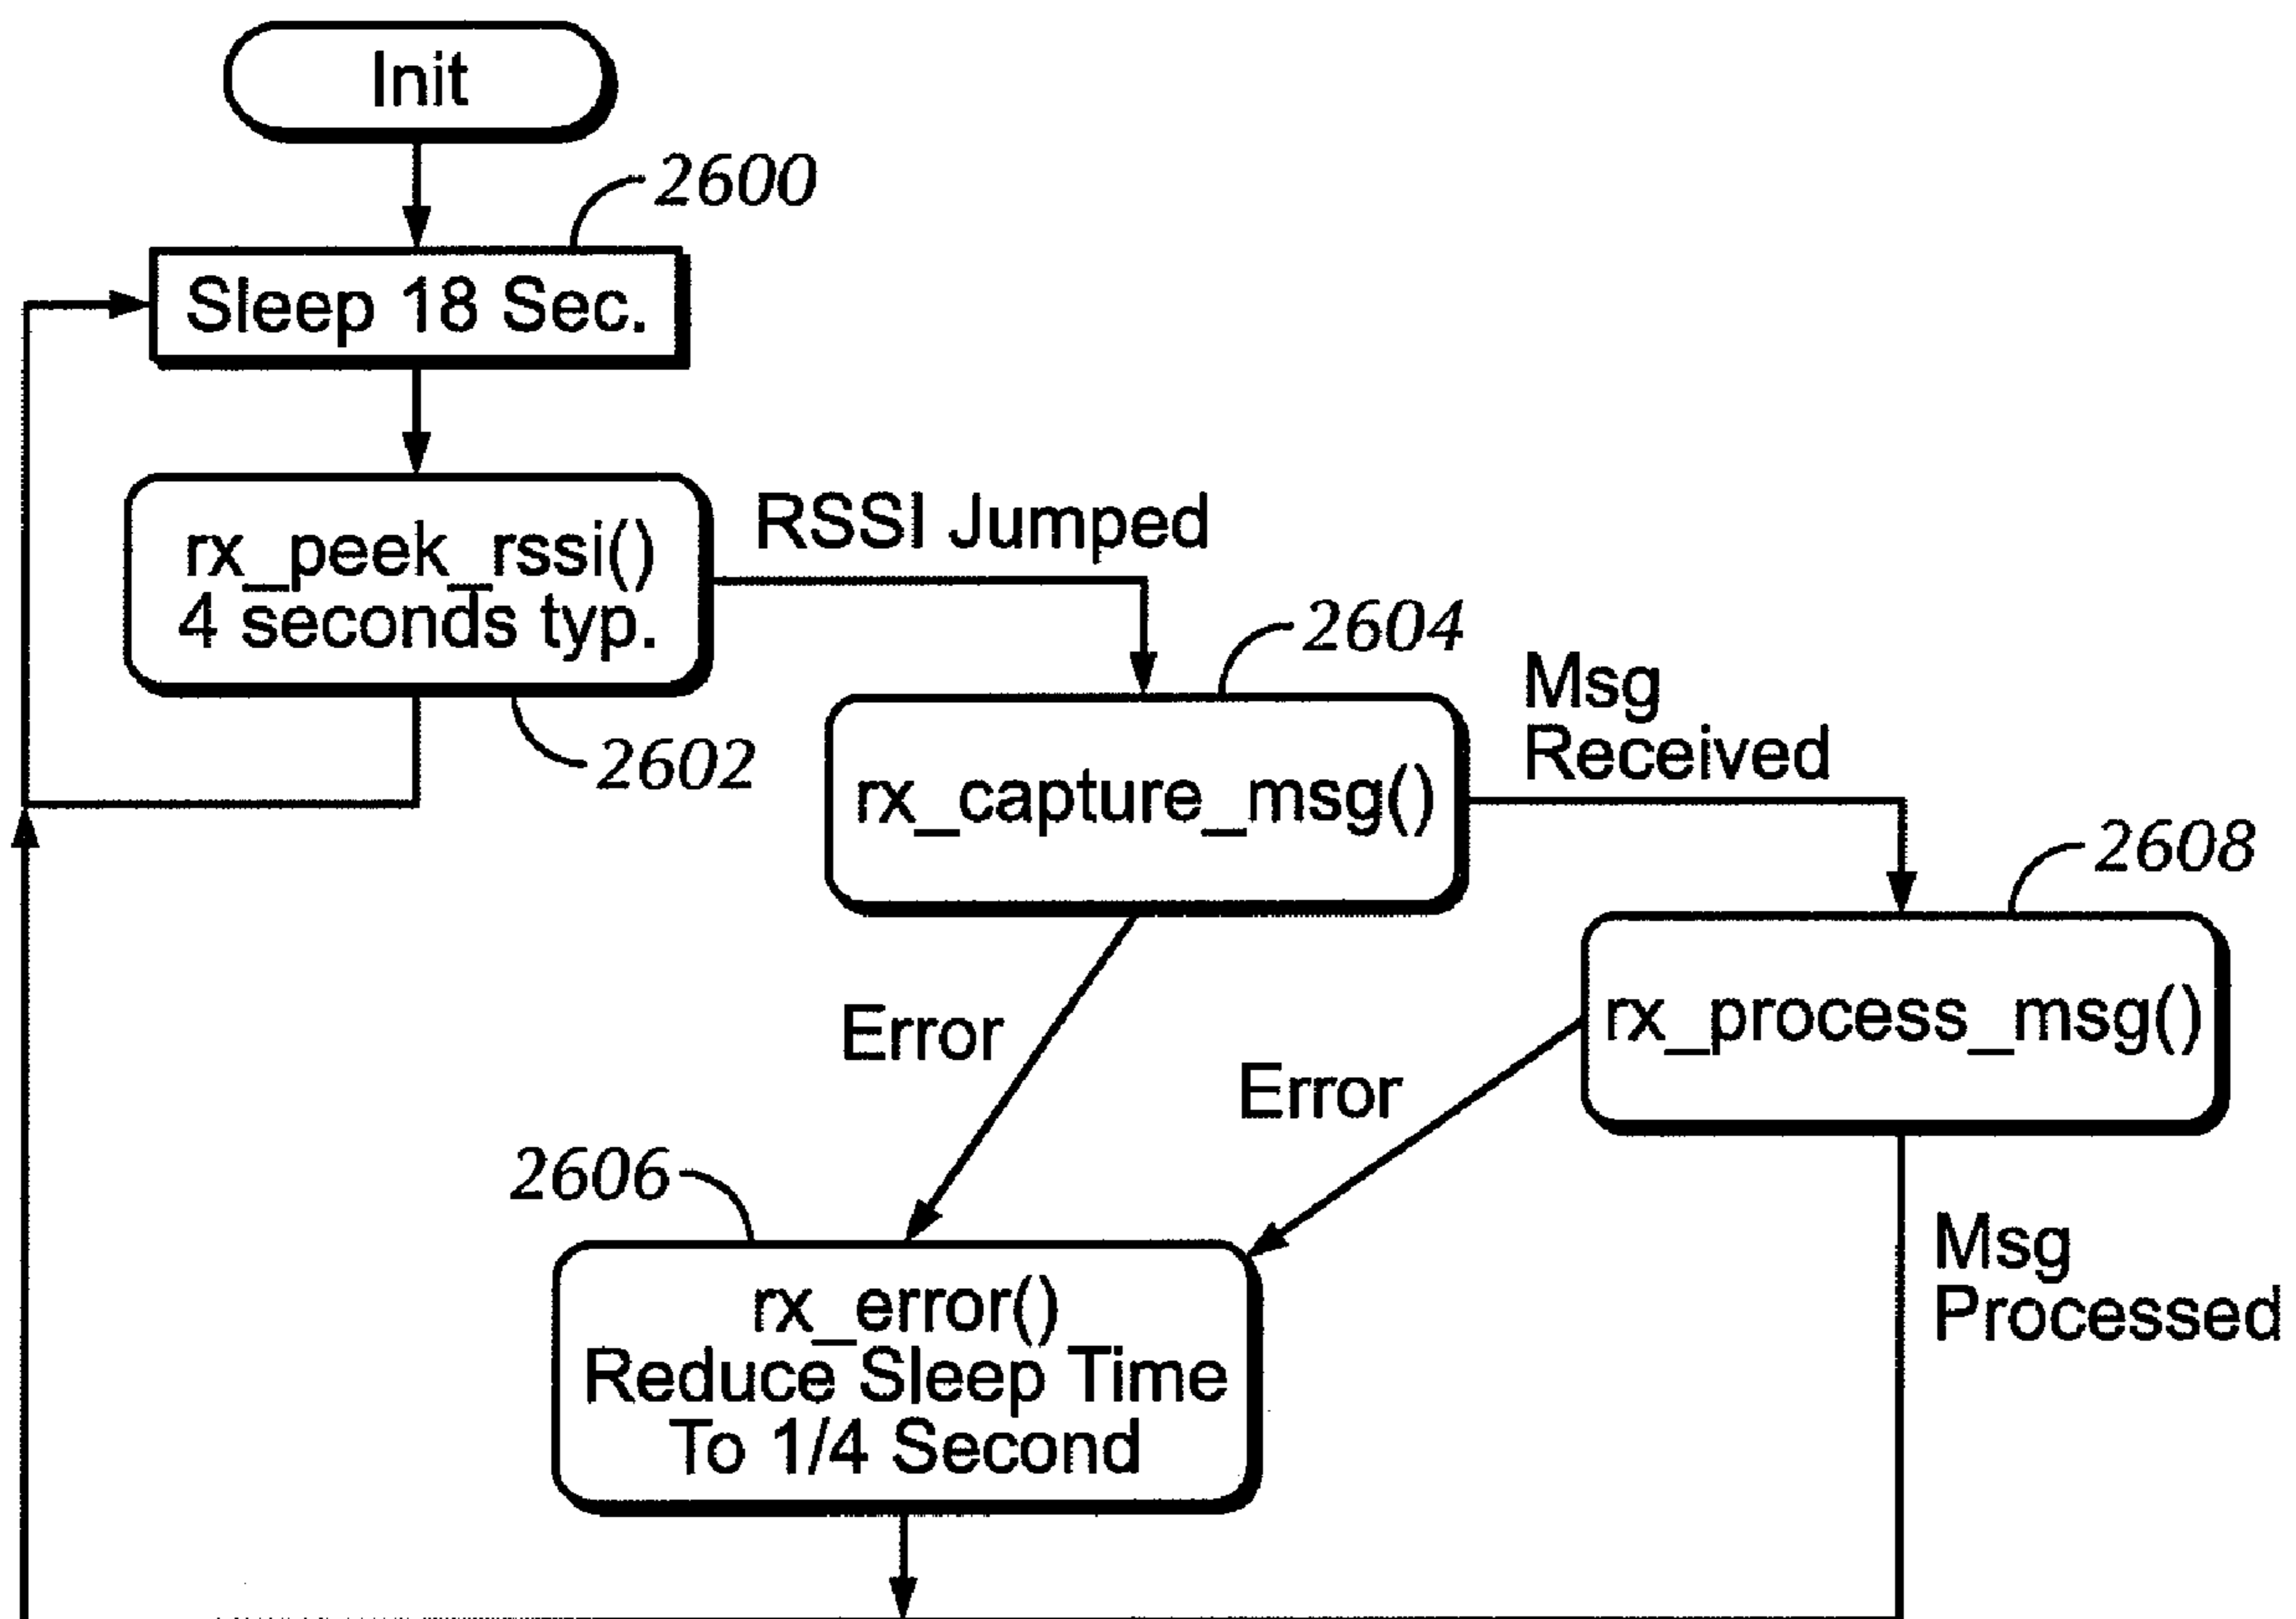 Init
2600
Sleep 18 Sec.
rx_peek_rssi()
4 seconds typ.
RSSI Jumped
2602
2604
Msg
Received
rx_capture_msg()
2608
rx_process_msg()
Error
Error
2606
rx_error()
Reduce Sleep Time
To 1/4 Second
Msg
Processed